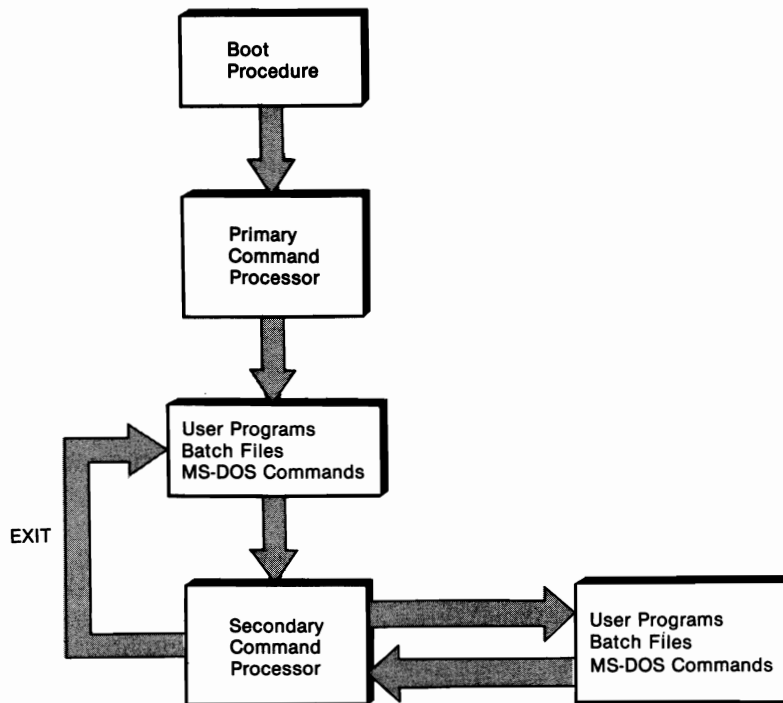 Boot
Procedure
Primary
Command
Processor
User Programs
Batch Files
MS-DOS Commands
EXIT
Secondary
Command
Processor
User Programs
Batch Files
MS-DOS Commands